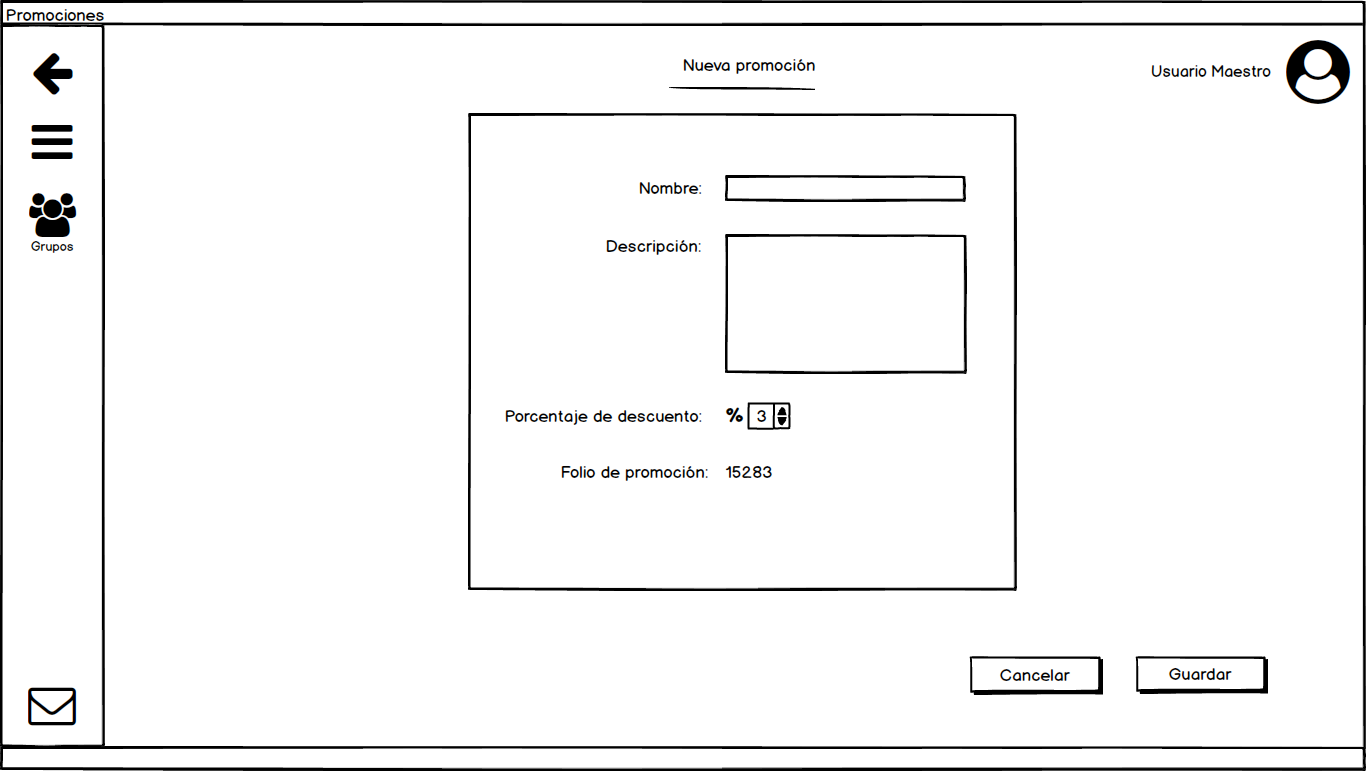 Promociones
Nueva promoción
Usuario Maestro
Grupos
Nombre:
Descripción:
Porcentaje de descuento: % 3
Folio de promoción: 15283
Cancelar
Guardar